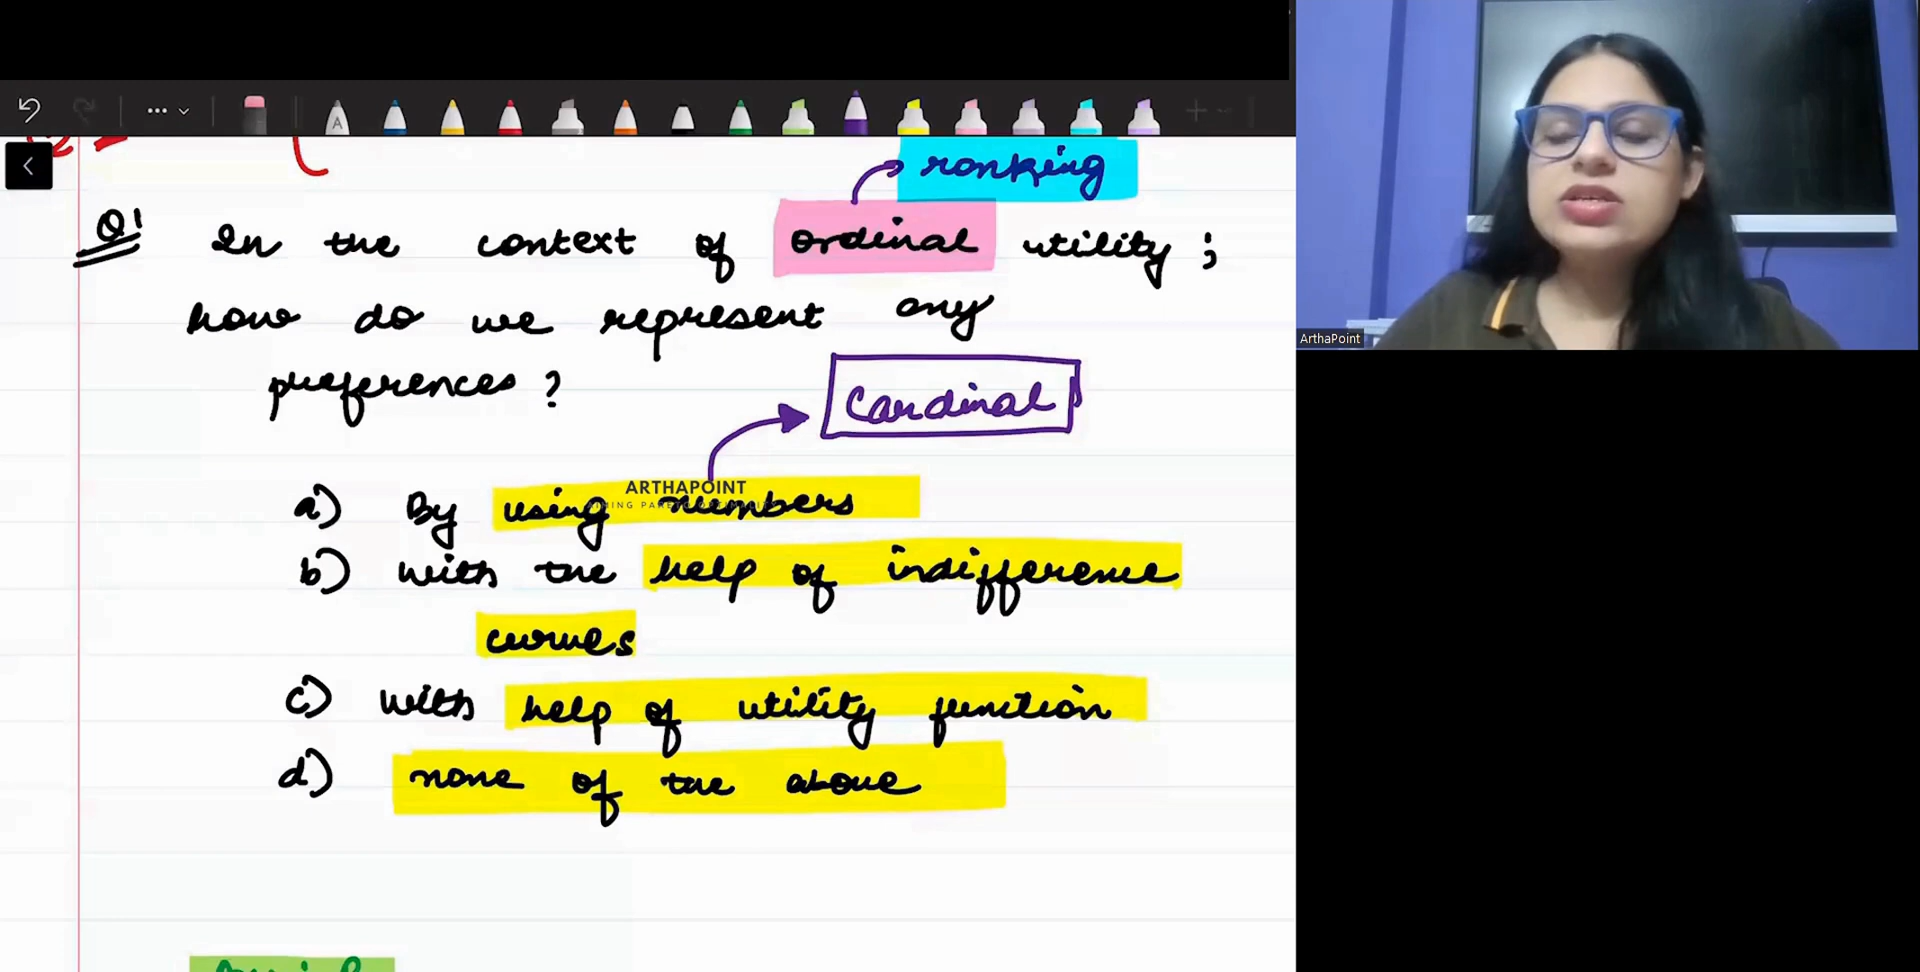 ranking
Q1 In the context of ordinal utility ;
how do we represent any
preferences ?
Cardinal
ARTHAPOINT
a) By using numbers
b) with the help of indifference
curves
c) with help of utility function
d) none of the above
ArthaPoint
A